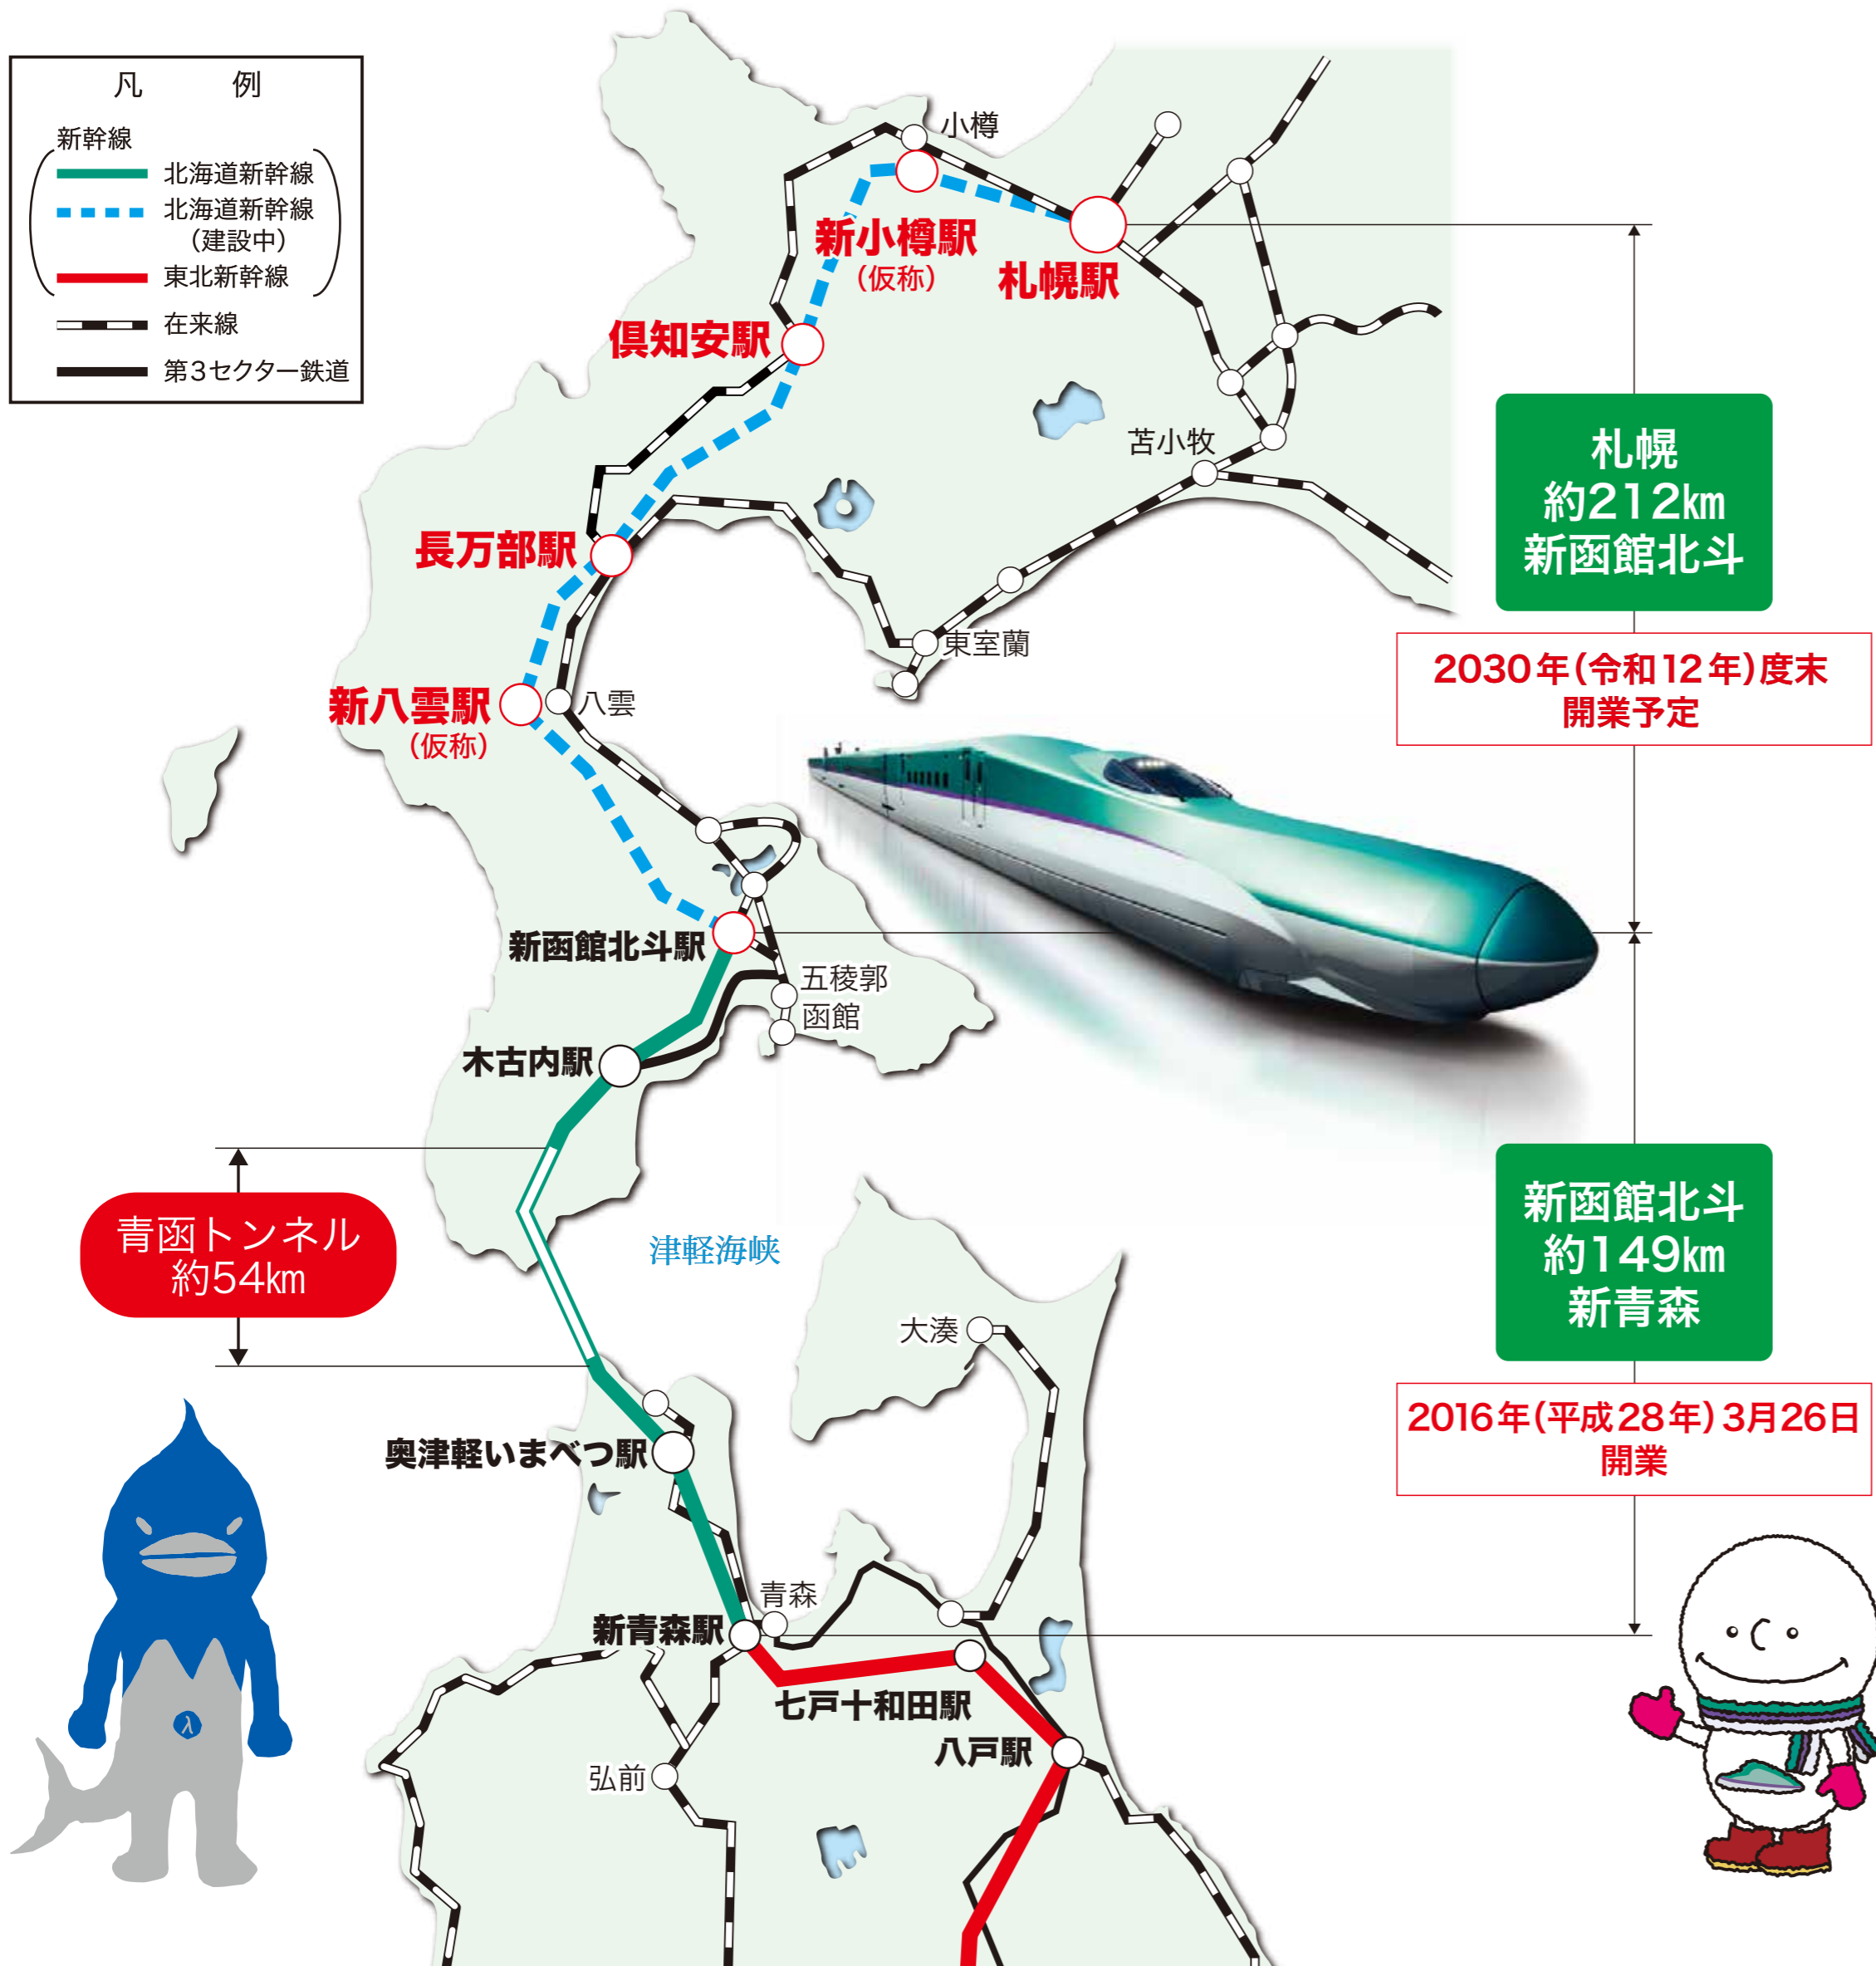 凡 例
新幹線
北海道新幹線
北海道新幹線
(建設中)
東北新幹線
在来線
第3セクター鉄道
小樽
新小樽駅
(仮称)
札幌駅
倶知安駅
苫小牧
長万部駅
東室蘭
新八雲駅
(仮称)
八雲
札幌
約212km
新函館北斗
2030年(令和12年)度末
開業予定
新函館北斗駅
五稜郭
函館
木古内駅
青函トンネル
約54km
津軽海峡
新函館北斗
約149km
新青森
2016年(平成28年)3月26日
開業
大湊
奥津軽いまべつ駅
青森
新青森駅
七戸十和田駅
八戸駅
弘前
λ